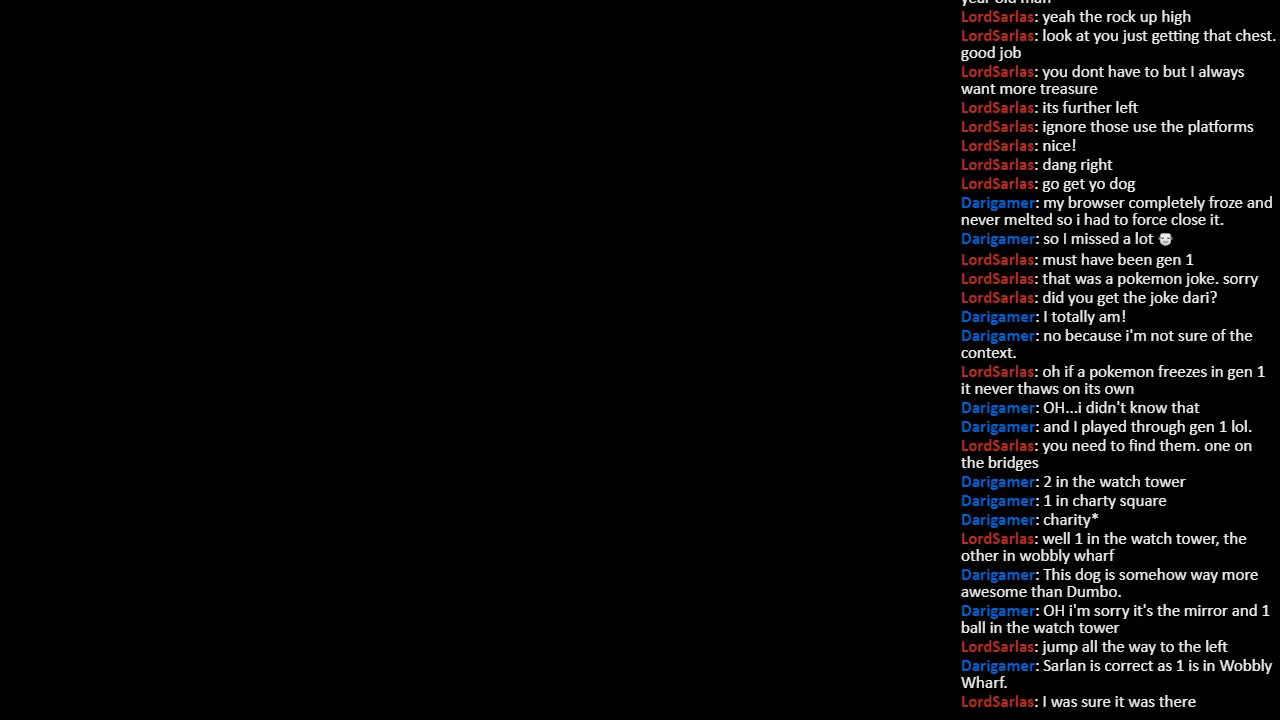 year old man
LordSarlas: yeah the rock up high
LordSarlas: look at you just getting that chest.
good job
LordSarlas: you dont have to but I always
want more treasure
LordSarlas: its further left
LordSarlas: ignore those use the platforms
LordSarlas: nice!
LordSarlas: dang right
LordSarlas: go get yo dog
Darigamer: my browser completely froze and
never melted so i had to force close it.
Darigamer: so I missed a lot
LordSarlas: must have been gen 1
LordSarlas: that was a pokemon joke. sorry
LordSarlas: did you get the joke dari?
Darigamer: I totally am!
Darigamer: no because i'm not sure of the
context.
LordSarlas: oh if a pokemon freezes in gen 1
it never thaws on its own
Darigamer: OH...i didn't know that
Darigamer: and I played through gen 1 lol.
LordSarlas: you need to find them. one on
the bridges
Darigamer: 2 in the watch tower
Darigamer: 1 in charty square
Darigamer: charity*
LordSarlas: well 1 in the watch tower, the
other in wobbly wharf
Darigamer: This dog is somehow way more
awesome than Dumbo.
Darigamer: OH i'm sorry it's the mirror and 1
ball in the watch tower
LordSarlas: jump all the way to the left
Darigamer: Sarlan is correct as 1 is in Wobbly
Wharf.
LordSarlas: I was sure it was there